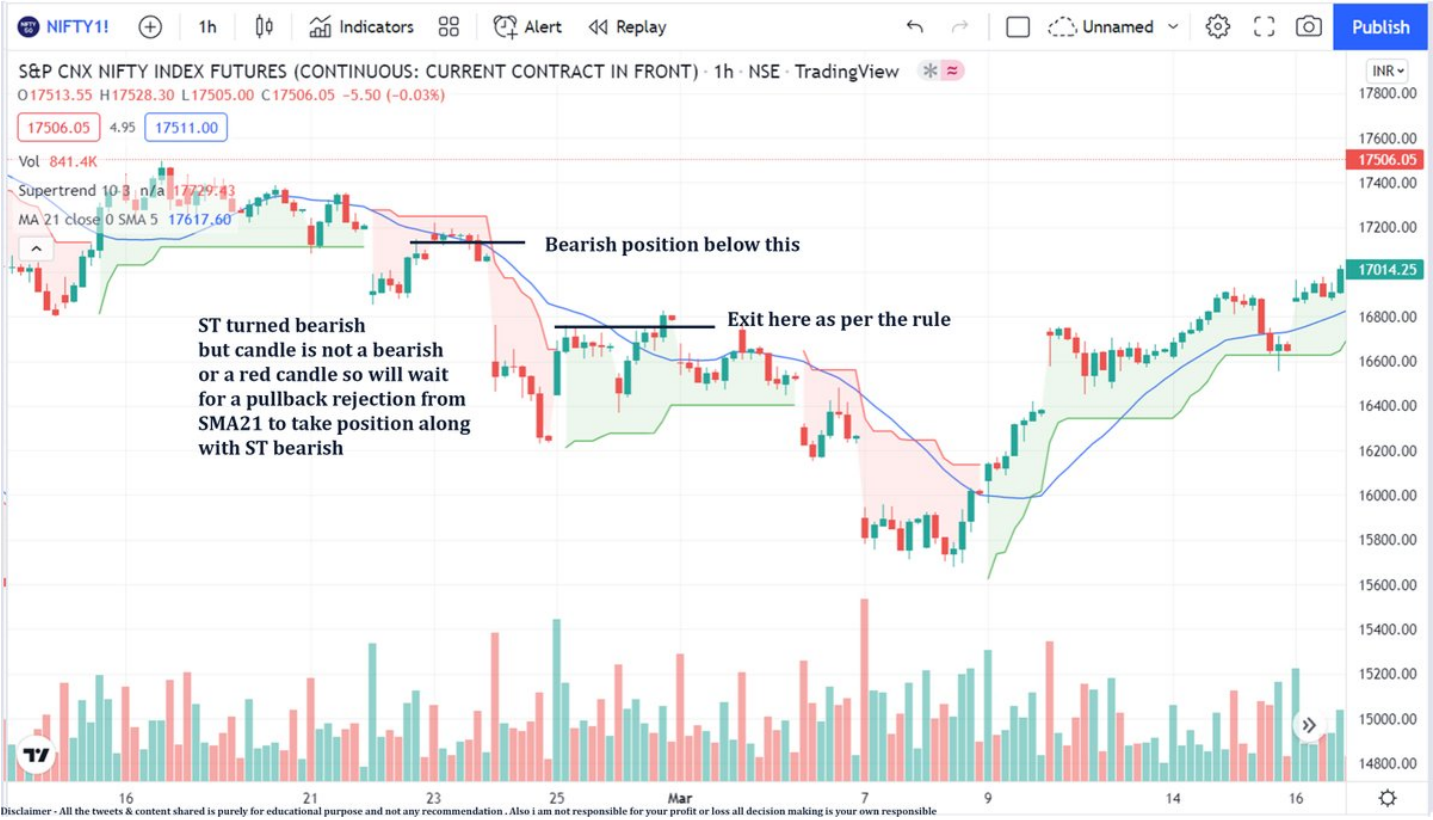 NIFTY 50 NIFTY1! 1h Indicators Alert Replay Unnamed Publish
S&P CNX NIFTY INDEX FUTURES (CONTINUOUS: CURRENT CONTRACT IN FRONT) · 1h · NSE · TradingView
INR
O17513.55 H17528.30 L17505.00 C17506.05 −5.50 (−0.03%)
17506.05 4.95 17511.00
Vol 841.4K
Supertrend 10 3 n/a 17729.43
MA 21 close 0 SMA 5 17617.60
Bearish position below this
Exit here as per the rule
ST turned bearish
but candle is not a bearish
or a red candle so will wait
for a pullback rejection from
SMA21 to take position along
with ST bearish
17800.00
17600.00
17506.05
17400.00
17200.00
17014.25
16800.00
16600.00
16400.00
16200.00
16000.00
15800.00
15600.00
15400.00
15200.00
15000.00
14800.00
16 21 23 25 Mar 7 9 14 16
Disclaimer - All the tweets & content shared is purely for educational purpose and not any recommendation . Also i am not responsible for your profit or loss all decision making is your own responsible